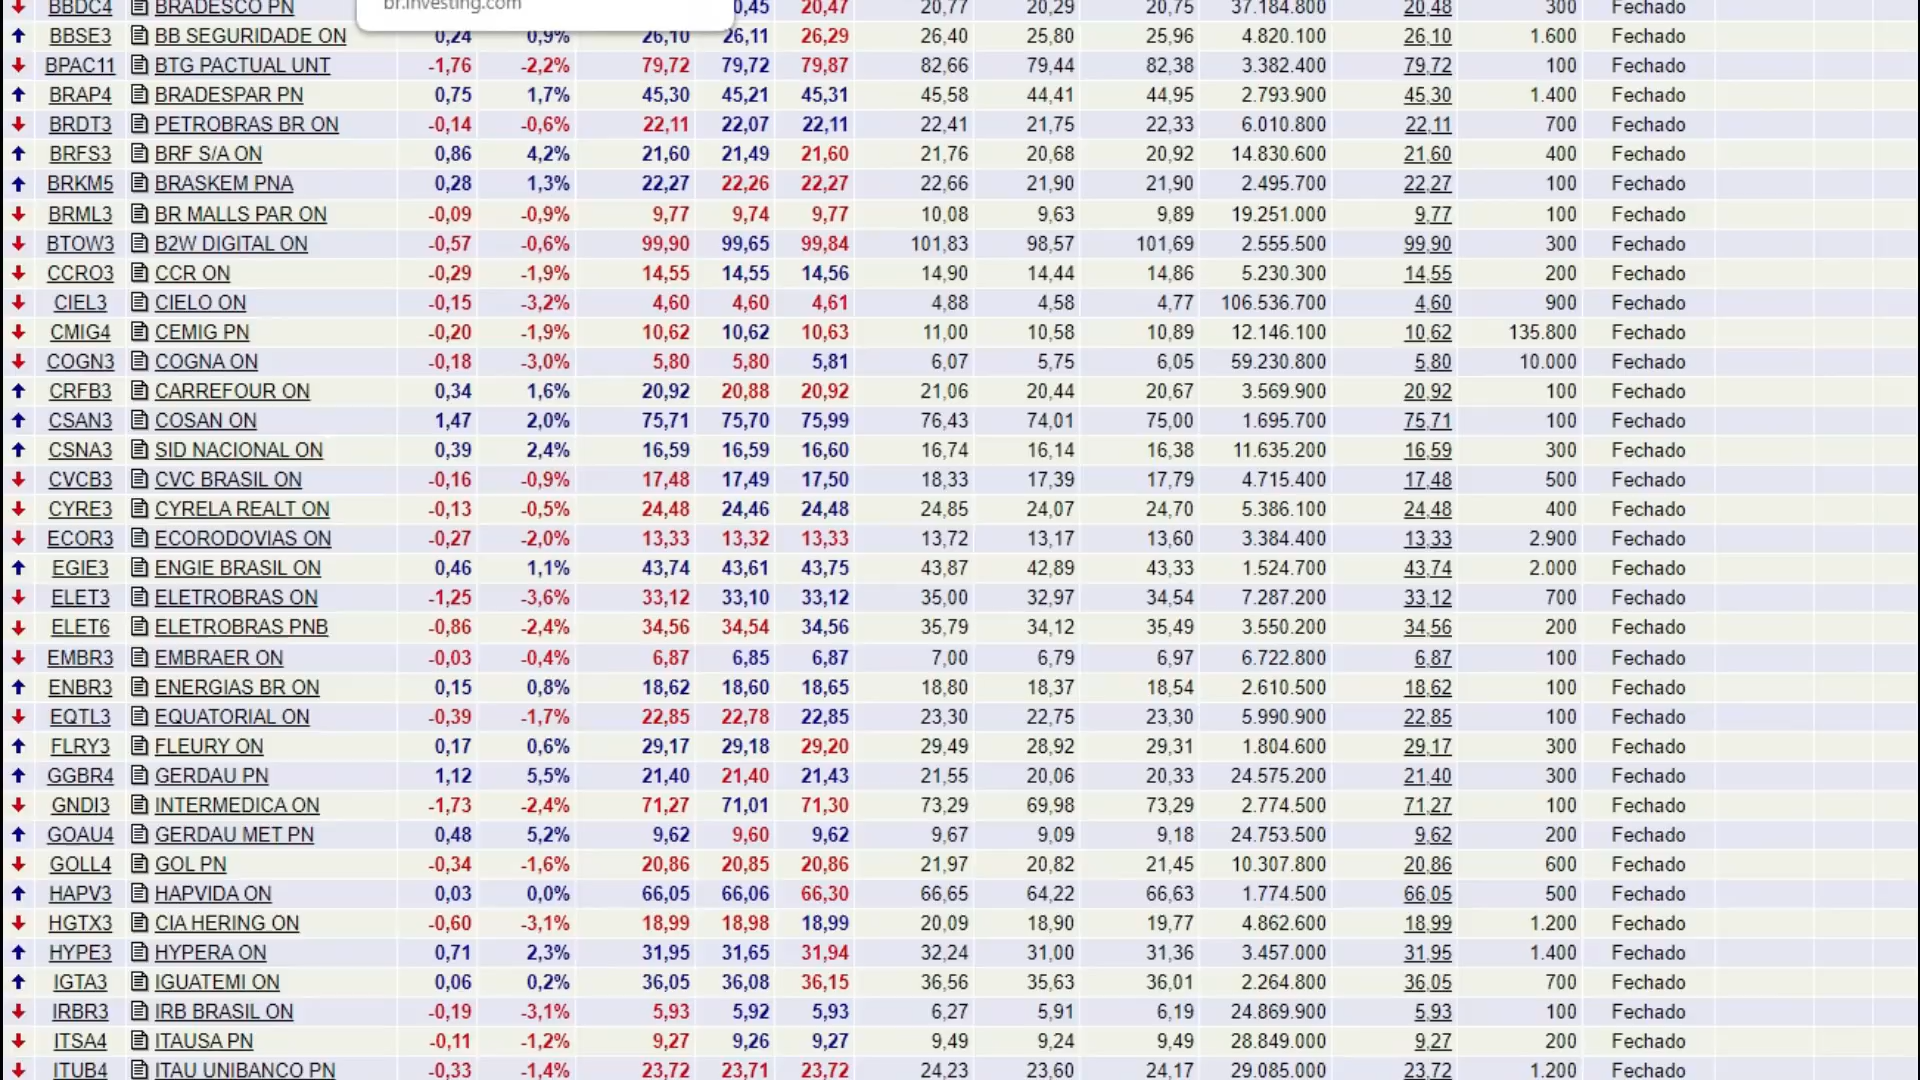 br.investing.com
BBDC4 BRADESCO PN 0,45 20,47 20,77 20,29 20,75 37.184.800 20,48 300 Fechado
BBSE3 BB SEGURIDADE ON 0,24 0,9% 26,10 26,11 26,29 26,40 25,80 25,96 4.820.100 26,10 1.600 Fechado
BPAC11 BTG PACTUAL UNT -1,76 -2,2% 79,72 79,72 79,87 82,66 79,44 82,38 3.382.400 79,72 100 Fechado
BRAP4 BRADESPAR PN 0,75 1,7% 45,30 45,21 45,31 45,58 44,41 44,95 2.793.900 45,30 1.400 Fechado
BRDT3 PETROBRAS BR ON -0,14 -0,6% 22,11 22,07 22,11 22,41 21,75 22,33 6.010.800 22,11 700 Fechado
BRFS3 BRF S/A ON 0,86 4,2% 21,60 21,49 21,60 21,76 20,68 20,92 14.830.600 21,60 400 Fechado
BRKM5 BRASKEM PNA 0,28 1,3% 22,27 22,26 22,27 22,66 21,90 21,90 2.495.700 22,27 100 Fechado
BRML3 BR MALLS PAR ON -0,09 -0,9% 9,77 9,74 9,77 10,08 9,63 9,89 19.251.000 9,77 100 Fechado
BTOW3 B2W DIGITAL ON -0,57 -0,6% 99,90 99,65 99,84 101,83 98,57 101,69 2.555.500 99,90 300 Fechado
CCRO3 CCR ON -0,29 -1,9% 14,55 14,55 14,56 14,90 14,44 14,86 5.230.300 14,55 200 Fechado
CIEL3 CIELO ON -0,15 -3,2% 4,60 4,60 4,61 4,88 4,58 4,77 106.536.700 4,60 900 Fechado
CMIG4 CEMIG PN -0,20 -1,9% 10,62 10,62 10,63 11,00 10,58 10,89 12.146.100 10,62 135.800 Fechado
COGN3 COGNA ON -0,18 -3,0% 5,80 5,80 5,81 6,07 5,75 6,05 59.230.800 5,80 10.000 Fechado
CRFB3 CARREFOUR ON 0,34 1,6% 20,92 20,88 20,92 21,06 20,44 20,67 3.569.900 20,92 100 Fechado
CSAN3 COSAN ON 1,47 2,0% 75,71 75,70 75,99 76,43 74,01 75,00 1.695.700 75,71 100 Fechado
CSNA3 SID NACIONAL ON 0,39 2,4% 16,59 16,59 16,60 16,74 16,14 16,38 11.635.200 16,59 300 Fechado
CVCB3 CVC BRASIL ON -0,16 -0,9% 17,48 17,49 17,50 18,33 17,39 17,79 4.715.400 17,48 500 Fechado
CYRE3 CYRELA REALT ON -0,13 -0,5% 24,48 24,46 24,48 24,85 24,07 24,70 5.386.100 24,48 400 Fechado
ECOR3 ECORODOVIAS ON -0,27 -2,0% 13,33 13,32 13,33 13,72 13,17 13,60 3.384.400 13,33 2.900 Fechado
EGIE3 ENGIE BRASIL ON 0,46 1,1% 43,74 43,61 43,75 43,87 42,89 43,33 1.524.700 43,74 2.000 Fechado
ELET3 ELETROBRAS ON -1,25 -3,6% 33,12 33,10 33,12 35,00 32,97 34,54 7.287.200 33,12 700 Fechado
ELET6 ELETROBRAS PNB -0,86 -2,4% 34,56 34,54 34,56 35,79 34,12 35,49 3.550.200 34,56 200 Fechado
EMBR3 EMBRAER ON -0,03 -0,4% 6,87 6,85 6,87 7,00 6,79 6,97 6.722.800 6,87 100 Fechado
ENBR3 ENERGIAS BR ON 0,15 0,8% 18,62 18,60 18,65 18,80 18,37 18,54 2.610.500 18,62 100 Fechado
EQTL3 EQUATORIAL ON -0,39 -1,7% 22,85 22,78 22,85 23,30 22,75 23,30 5.990.900 22,85 100 Fechado
FLRY3 FLEURY ON 0,17 0,6% 29,17 29,18 29,20 29,49 28,92 29,31 1.804.600 29,17 300 Fechado
GGBR4 GERDAU PN 1,12 5,5% 21,40 21,40 21,43 21,55 20,06 20,33 24.575.200 21,40 300 Fechado
GNDI3 INTERMEDICA ON -1,73 -2,4% 71,27 71,01 71,30 73,29 69,98 73,29 2.774.500 71,27 100 Fechado
GOAU4 GERDAU MET PN 0,48 5,2% 9,62 9,60 9,62 9,67 9,09 9,18 24.753.500 9,62 200 Fechado
GOLL4 GOL PN -0,34 -1,6% 20,86 20,85 20,86 21,97 20,82 21,45 10.307.800 20,86 600 Fechado
HAPV3 HAPVIDA ON 0,03 0,0% 66,05 66,06 66,30 66,65 64,22 66,63 1.774.500 66,05 500 Fechado
HGTX3 CIA HERING ON -0,60 -3,1% 18,99 18,98 18,99 20,09 18,90 19,77 4.862.600 18,99 1.200 Fechado
HYPE3 HYPERA ON 0,71 2,3% 31,95 31,65 31,94 32,24 31,00 31,36 3.457.000 31,95 1.400 Fechado
IGTA3 IGUATEMI ON 0,06 0,2% 36,05 36,08 36,15 36,56 35,63 36,01 2.264.800 36,05 700 Fechado
IRBR3 IRB BRASIL ON -0,19 -3,1% 5,93 5,92 5,93 6,27 5,91 6,19 24.869.900 5,93 100 Fechado
ITSA4 ITAUSA PN -0,11 -1,2% 9,27 9,26 9,27 9,49 9,24 9,49 28.849.000 9,27 200 Fechado
ITUB4 ITAU UNIBANCO PN -0,33 -1,4% 23,72 23,71 23,72 24,23 23,60 24,17 29.085.000 23,72 1.200 Fechado